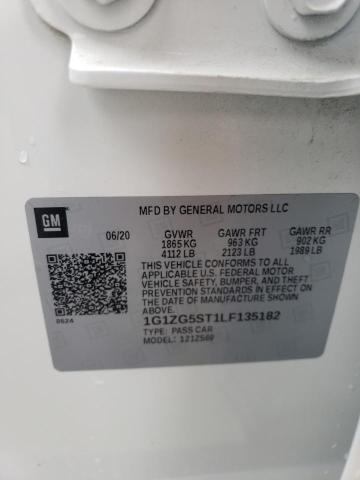 GM
MFD BY GENERAL MOTORS LLC
06/20 GVWR GAWR FRT GAWR RR
1865 KG 963 KG 902 KG
4112 LB 2123 LB 1989 LB
THIS VEHICLE CONFORMS TO ALL
APPLICABLE U.S. FEDERAL MOTOR
VEHICLE SAFETY, BUMPER, AND THEFT
PREVENTION STANDARDS IN EFFECT ON
THE DATE OF MANUFACTURE SHOWN
ABOVE.
0624
1G1ZG5ST1LF135182
TYPE: PASS CAR
MODEL: 121ZS69